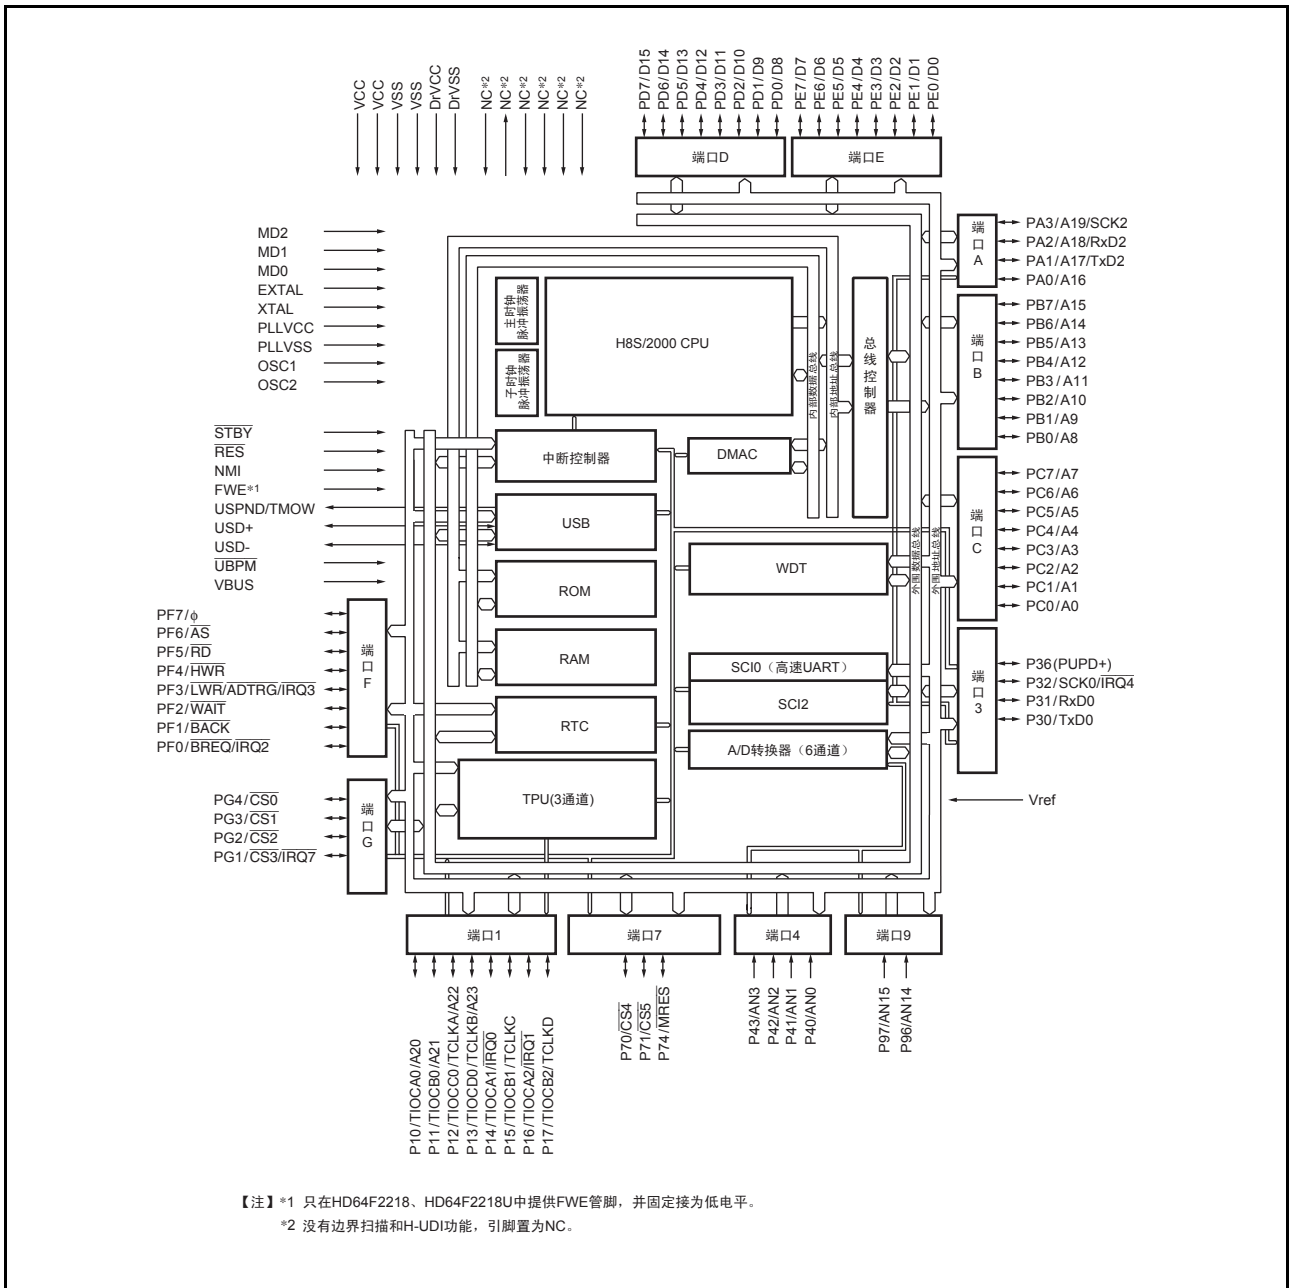 VCC
VCC
VSS
VSS
DrVCC
DrVSS
NC*2
NC*2
NC*2
NC*2
NC*2
NC*2
PD7/D15
PD6/D14
PD5/D13
PD4/D12
PD3/D11
PD2/D10
PD1/D9
PD0/D8
PE7/D7
PE6/D6
PE5/D5
PE4/D4
PE3/D3
PE2/D2
PE1/D1
PE0/D0
端口D
端口E
MD2
MD1
MD0
EXTAL
XTAL
PLLVCC
PLLVSS
OSC1
OSC2
STBY
RES
NMI
FWE*1
USPND/TMOW
USD+
USD-
UBPM
VBUS
PF7/ϕ
PF6/AS
PF5/RD
PF4/HWR
PF3/LWR/ADTRG/IRQ3
PF2/WAIT
PF1/BACK
PF0/BREQ/IRQ2
端口F
PG4/CS0
PG3/CS1
PG2/CS2
PG1/CS3/IRQ7
端口G
主时钟
脉冲振荡器
子时钟
脉冲振荡器
H8S/2000 CPU
内部数据总线
内部地址总线
总线控制器
中断控制器
DMAC
USB
WDT
ROM
RAM
SCI0（高速UART）
SCI2
RTC
A/D转换器（6通道）
TPU(3通道)
外围数据总线
外围地址总线
端口A
PA3/A19/SCK2
PA2/A18/RxD2
PA1/A17/TxD2
PA0/A16
端口B
PB7/A15
PB6/A14
PB5/A13
PB4/A12
PB3/A11
PB2/A10
PB1/A9
PB0/A8
端口C
PC7/A7
PC6/A6
PC5/A5
PC4/A4
PC3/A3
PC2/A2
PC1/A1
PC0/A0
端口3
P36(PUPD+)
P32/SCK0/IRQ4
P31/RxD0
P30/TxD0
Vref
端口1
端口7
端口4
端口9
P10/TIOCA0/A20
P11/TIOCB0/A21
P12/TIOCC0/TCLKA/A22
P13/TIOCD0/TCLKB/A23
P14/TIOCA1/IRQ0
P15/TIOCB1/TCLKC
P16/TIOCA2/IRQ1
P17/TIOCB2/TCLKD
P70/CS4
P71/CS5
P74/MRES
P43/AN3
P42/AN2
P41/AN1
P40/AN0
P97/AN15
P96/AN14
【注】*1 只在HD64F2218、HD64F2218U中提供FWE管脚，并固定接为低电平。
*2 没有边界扫描和H-UDI功能，引脚置为NC。